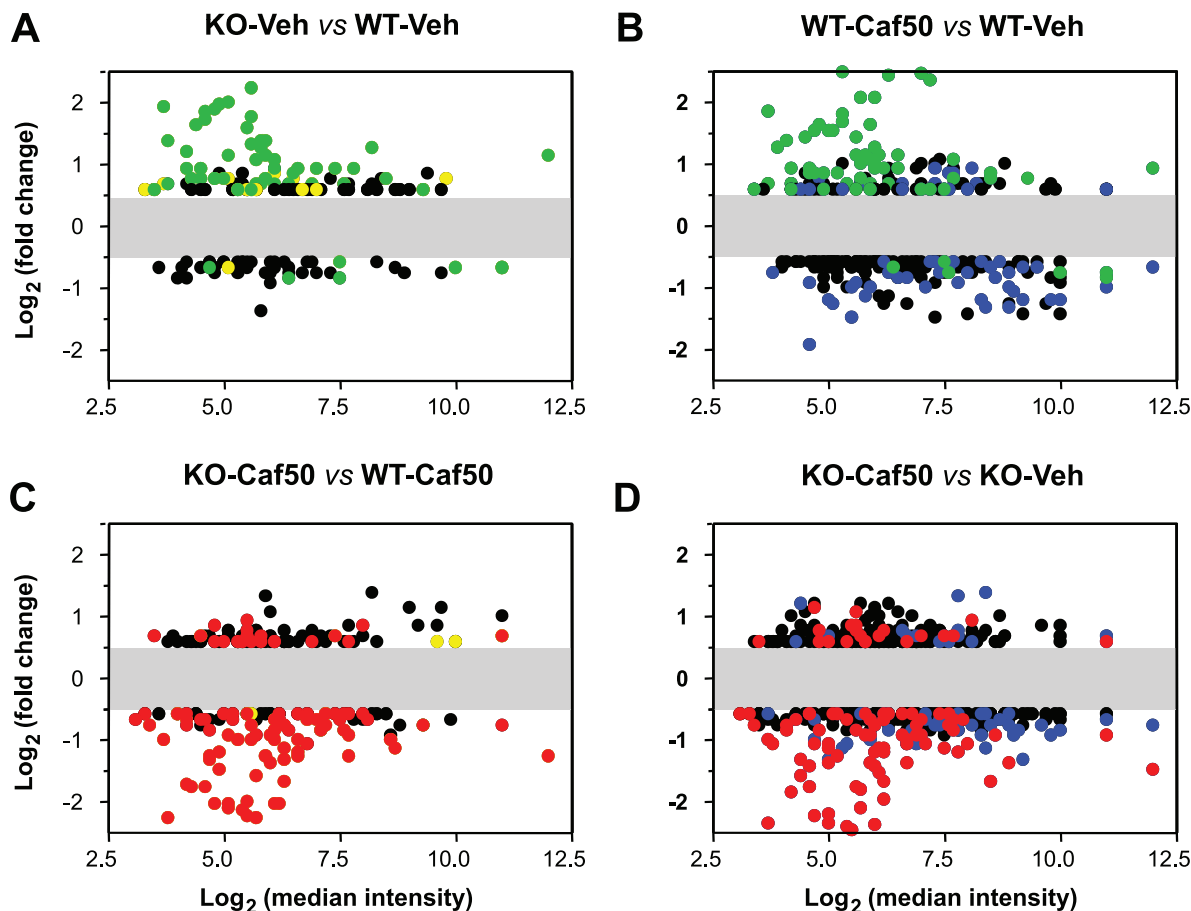 A
KO-Veh vs WT-Veh
B
WT-Caf50 vs WT-Veh
Log2 (fold change)
2
1
0
−1
−2
2.5 5.0 7.5 10.0 12.5
2
1
0
−1
−2
2.5 5.0 7.5 10.0 12.5
C
KO-Caf50 vs WT-Caf50
D
KO-Caf50 vs KO-Veh
Log2 (fold change)
2
1
0
−1
−2
2.5 5.0 7.5 10.0 12.5
Log2 (median intensity)
2
1
0
−1
−2
2.5 5.0 7.5 10.0 12.5
Log2 (median intensity)